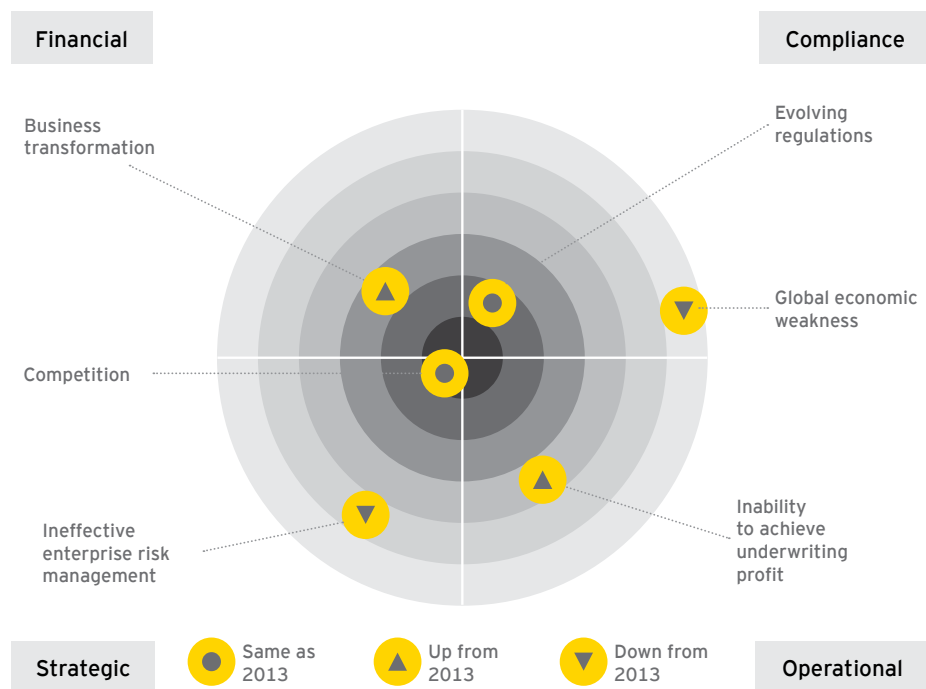 Financial
Compliance
Business
transformation
Evolving
regulations
Global economic
weakness
Competition
Ineffective
enterprise risk
management
Inability
to achieve
underwriting
profit
Strategic
Same as
2013
Up from
2013
Down from
2013
Operational